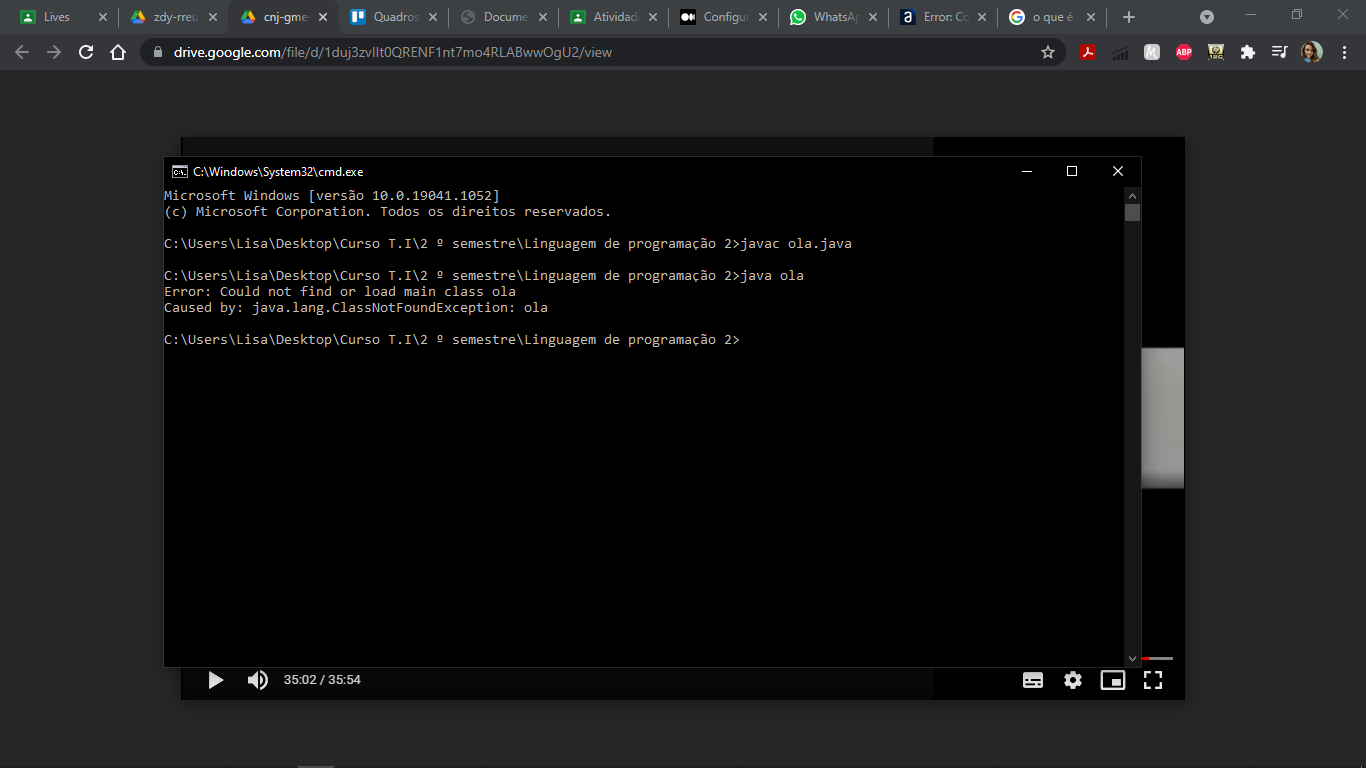 Lives
zdy-rreu
cnj-gme
Quadros
Docume
Atividad
Configur
WhatsAp
Error: Co
o que é
drive.google.com/file/d/1duj3zvIlt0QRENF1nt7mo4RLABwwOgU2/view
ABP
C:\Windows\System32\cmd.exe
Microsoft Windows [versão 10.0.19041.1052]
(c) Microsoft Corporation. Todos os direitos reservados.
C:\Users\Lisa\Desktop\Curso T.I\2 º semestre\Linguagem de programação 2>javac ola.java
C:\Users\Lisa\Desktop\Curso T.I\2 º semestre\Linguagem de programação 2>java ola
Error: Could not find or load main class ola
Caused by: java.lang.ClassNotFoundException: ola
C:\Users\Lisa\Desktop\Curso T.I\2 º semestre\Linguagem de programação 2>
35:02 / 35:54